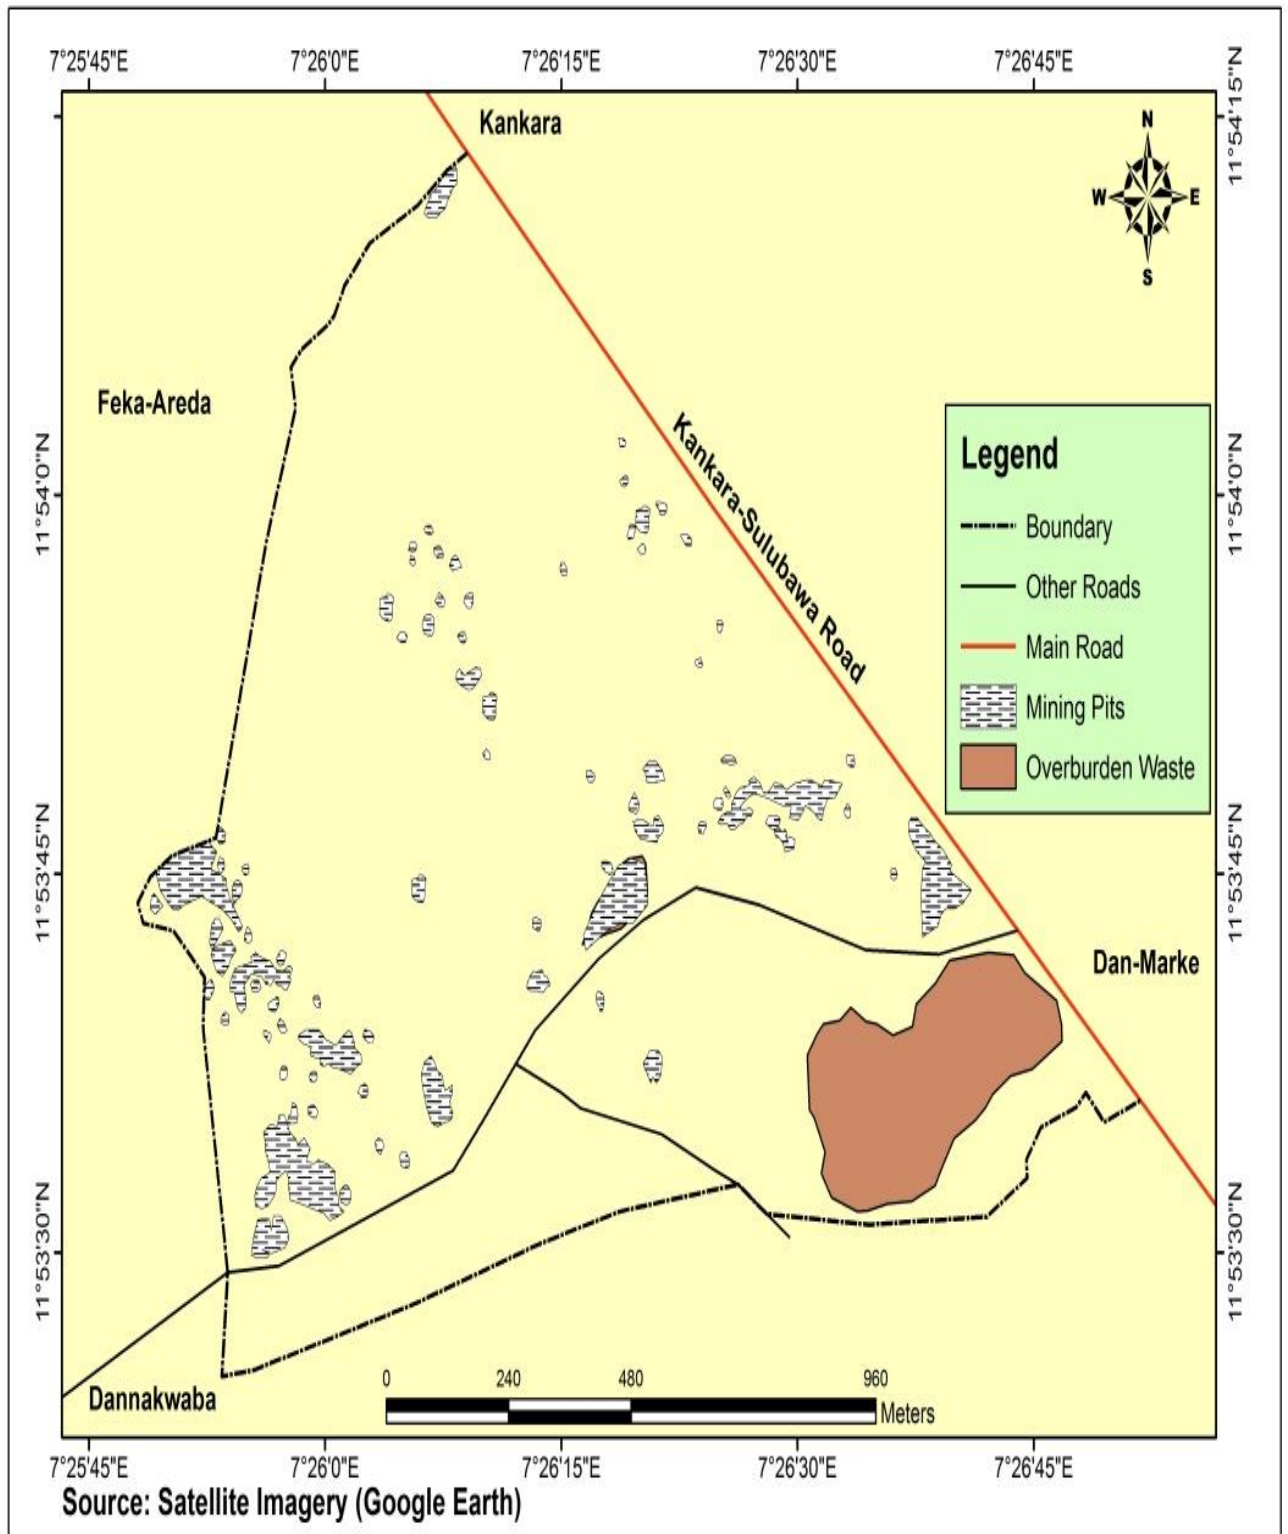 7°25'45"E 7°26'0"E 7°26'15"E 7°26'30"E 7°26'45"E
11°54'15"N
Kankara
N
W E
S
Feka-Areda
Kankara-Sulubawa Road
11°54'0"N 11°54'0"N
Legend
Boundary
Other Roads
Main Road
Mining Pits
Overburden Waste
11°53'45"N 11°53'45"N
Dan-Marke
11°53'30"N 11°53'30"N
Dannakwaba
0 240 480 960
Meters
7°25'45"E 7°26'0"E 7°26'15"E 7°26'30"E 7°26'45"E
Source: Satellite Imagery (Google Earth)